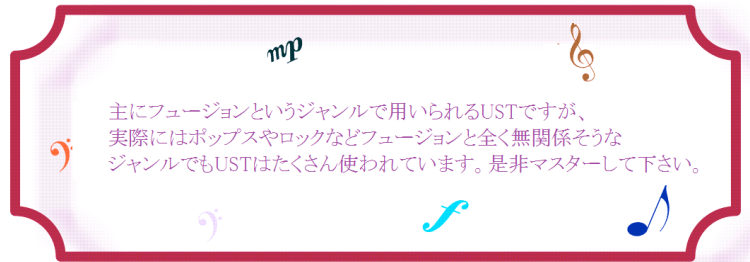 主にフュージョンというジャンルで用いられるUSTですが、
実際にはポップスやロックなどフュージョンと全く無関係そうな
ジャンルでもUSTはたくさん使われています。是非マスターして下さい。